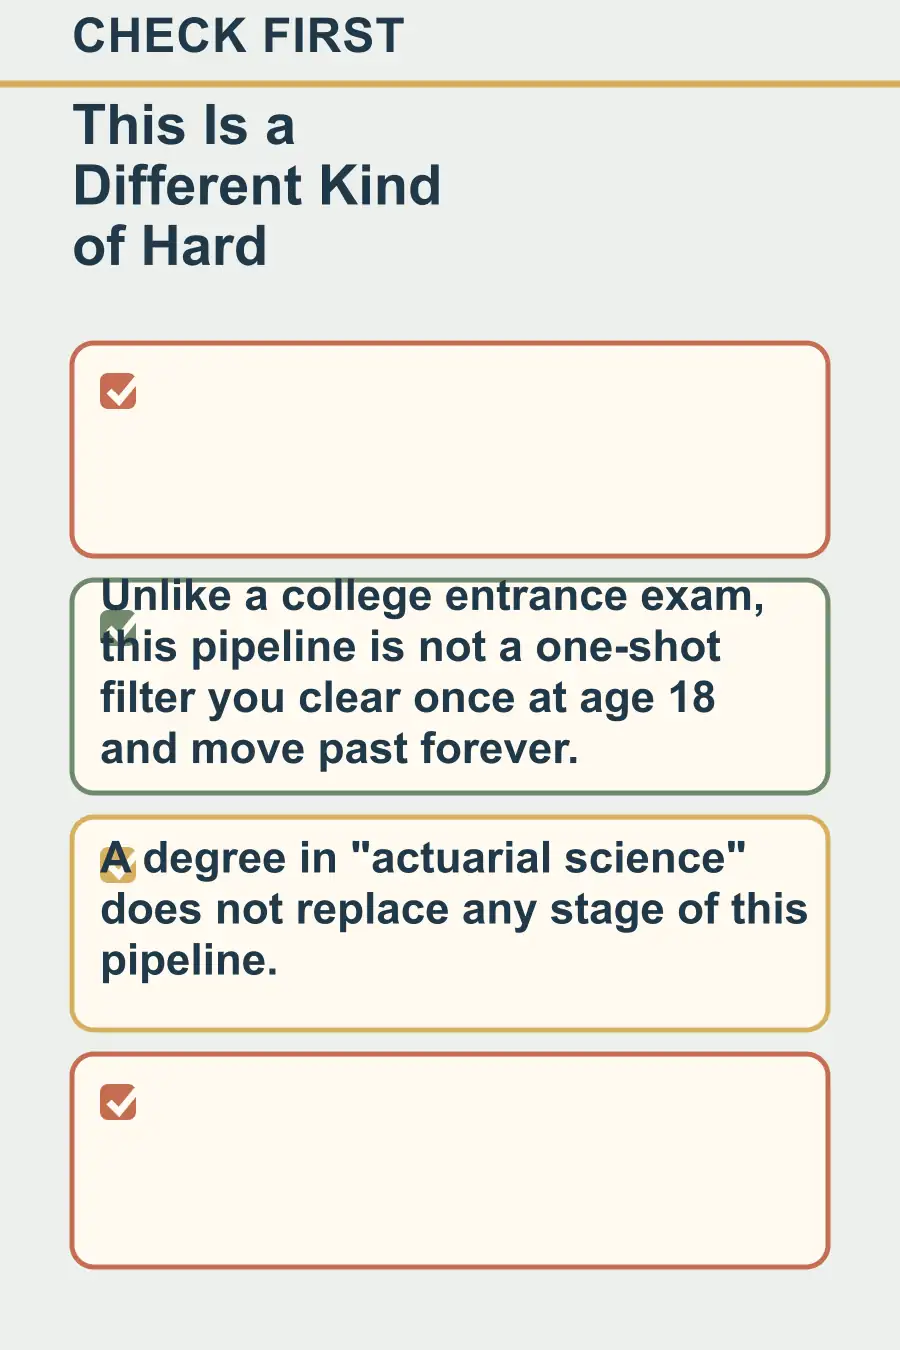 CHECK FIRST
This Is a
Different Kind
of Hard
Unlike a college entrance exam,
this pipeline is not a one-shot
filter you clear once at age 18
and move past forever.
A degree in "actuarial science"
does not replace any stage of this
pipeline.